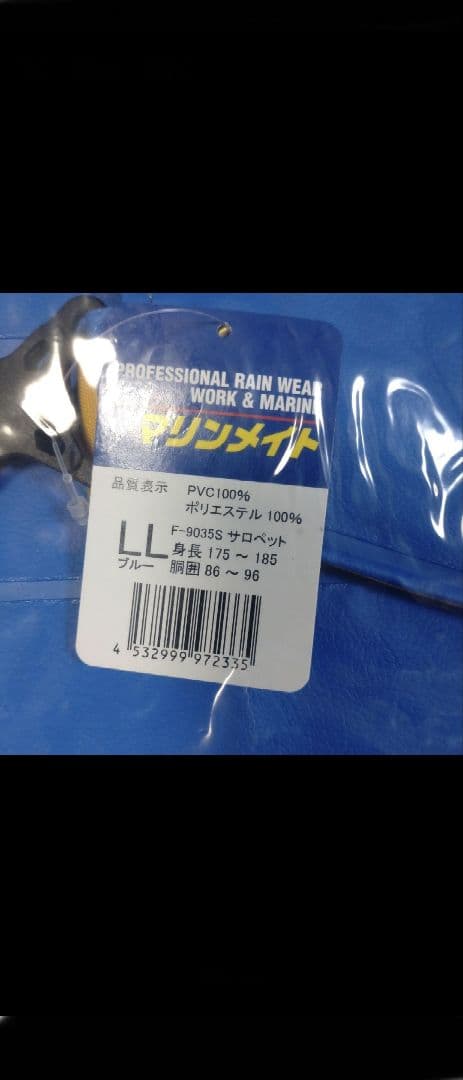 PROFESSIONAL RAIN WEAR
WORK & MARINE
マリンメイト
品質表示 PVC100%
ポリエステル 100%
LL
ブルー
F-9035S サロペット
身長 175 ～ 185
胴囲 86 ～ 96
4 532999 972335